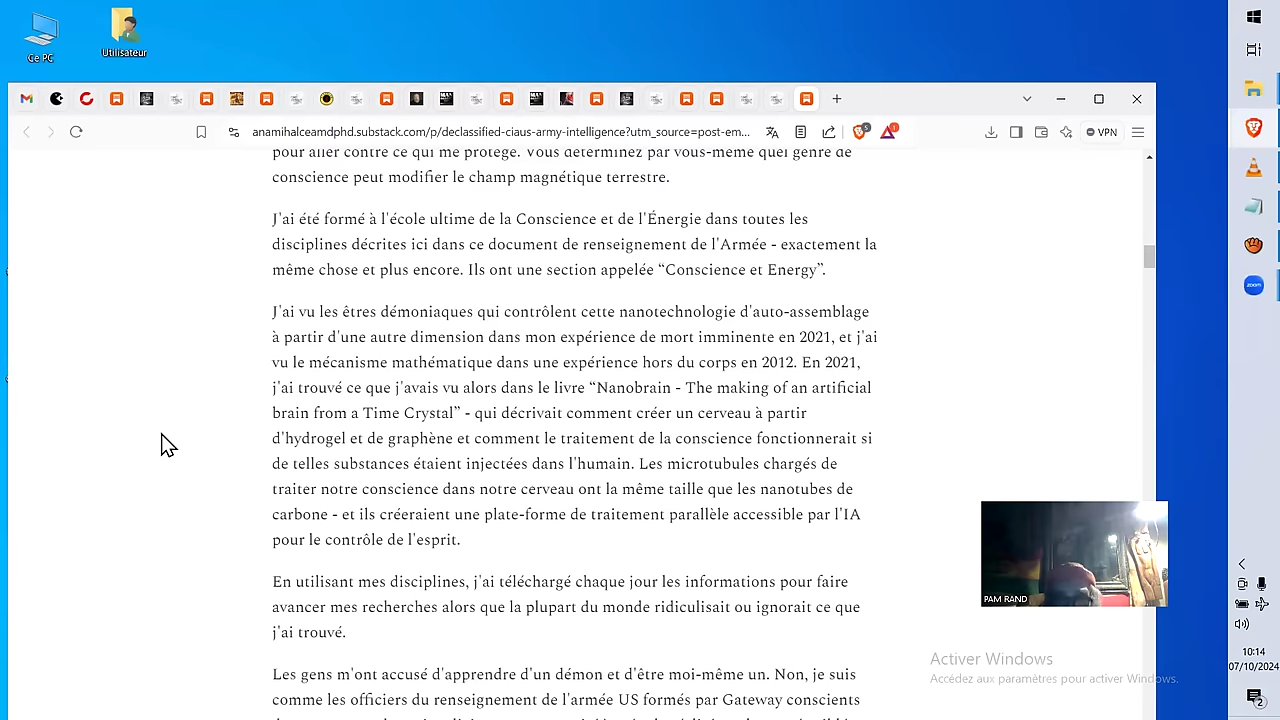 Ce PC
Utilisateur
anamihalceamdphd.substack.com/p/declassified-ciaus-army-intelligence?utm_source=post-em...
VPN
pour aller contre ce qui me protège. Vous déterminez par vous-même quel genre de
conscience peut modifier le champ magnétique terrestre.
J'ai été formé à l'école ultime de la Conscience et de l'Énergie dans toutes les
disciplines décrites ici dans ce document de renseignement de l'Armée - exactement la
même chose et plus encore. Ils ont une section appelée “Conscience et Energy”.
J'ai vu les êtres démoniaques qui contrôlent cette nanotechnologie d'auto-assemblage
à partir d'une autre dimension dans mon expérience de mort imminente en 2021, et j'ai
vu le mécanisme mathématique dans une expérience hors du corps en 2012. En 2021,
j'ai trouvé ce que j'avais vu alors dans le livre “Nanobrain - The making of an artificial
brain from a Time Crystal” - qui décrivait comment créer un cerveau à partir
d'hydrogel et de graphène et comment le traitement de la conscience fonctionnerait si
de telles substances étaient injectées dans l'humain. Les microtubules chargés de
traiter notre conscience dans notre cerveau ont la même taille que les nanotubes de
carbone - et ils créeraient une plate-forme de traitement parallèle accessible par l'IA
pour le contrôle de l'esprit.
En utilisant mes disciplines, j'ai téléchargé chaque jour les informations pour faire
avancer mes recherches alors que la plupart du monde ridiculisait ou ignorait ce que
j'ai trouvé.
Les gens m'ont accusé d'apprendre d'un démon et d'être moi-même un. Non, je suis
comme les officiers du renseignement de l'armée US formés par Gateway conscients
PAM RAND
Activer Windows
Accédez aux paramètres pour activer Windows.
zoom
10:14
07/10/2024
2